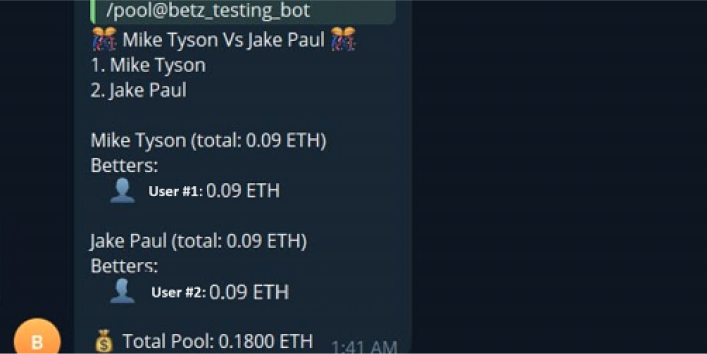 /pool@betz_testing_bot
Mike Tyson Vs Jake Paul
1. Mike Tyson
2. Jake Paul
Mike Tyson (total: 0.09 ETH)
Betters:
User #1: 0.09 ETH
Jake Paul (total: 0.09 ETH)
Betters:
User #2: 0.09 ETH
B
Total Pool: 0.1800 ETH 1:41 AM